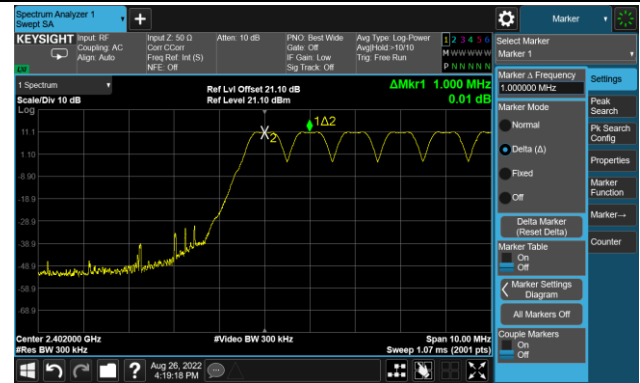 Spectrum Analyzer 1
Swept SA
Marker
KEYSIGHT
Input: RF
Coupling: AC
Align: Auto
Input Z: 50 Ω
Corr CCorr
Freq Ref: Int (S)
NFE: Off
Atten: 10 dB
PNO: Best Wide
Gate: Off
IF Gain: Low
Sig Track: Off
Avg Type: Log-Power
Avg|Hold:>10/10
Trig: Free Run
1 2 3 4 5 6
M W W W W W
P N N N N N
LXI
Select Marker
Marker 1
1 Spectrum
Scale/Div 10 dB
Log
Ref Lvl Offset 21.10 dB
Ref Level 21.10 dBm
ΔMkr1 1.000 MHz
0.01 dB
11.1
1.10
-8.90
-18.9
-28.9
-38.9
-48.9
-58.9
-68.9
1Δ2
X2
Center 2.402000 GHz
#Res BW 300 kHz
#Video BW 300 kHz
Span 10.00 MHz
Sweep 1.07 ms (2001 pts)
Marker Δ Frequency
1.000000 MHz
Marker Mode
Normal
Delta (Δ)
Fixed
Off
Delta Marker
(Reset Delta)
Marker Table
On
Off
Marker Settings
Diagram
All Markers Off
Couple Markers
On
Off
Settings
Peak
Search
Pk Search
Config
Properties
Marker
Function
Marker→
Counter
Aug 26, 2022
4:19:18 PM